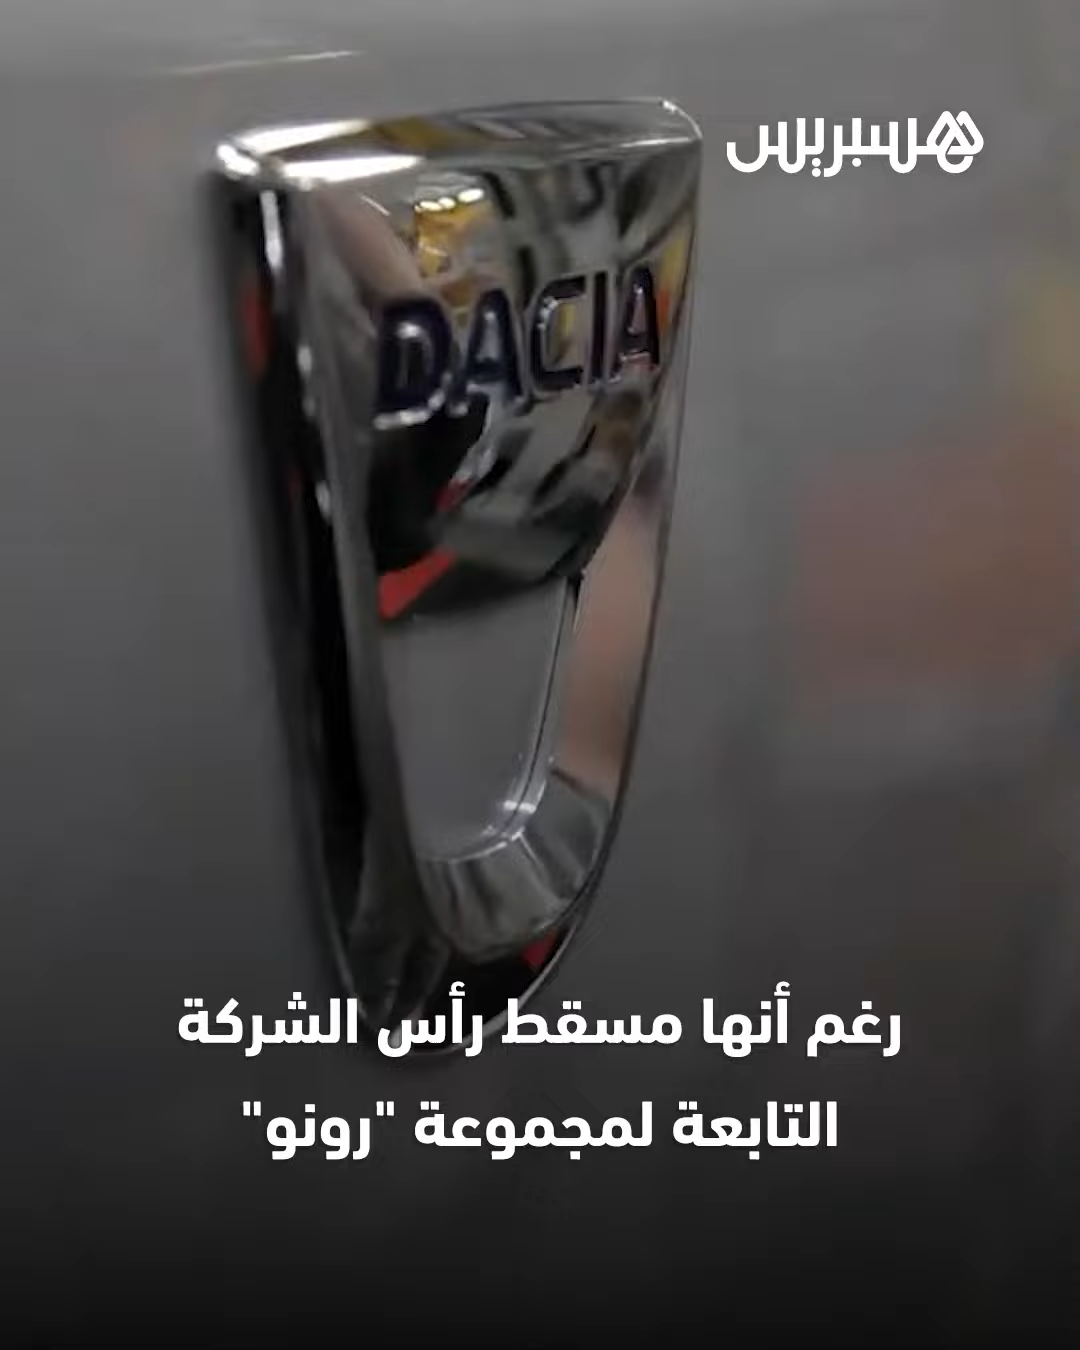 هسبريس
DACIA
رغم أنها مسقط رأس الشركة
التابعة لمجموعة "رونو"